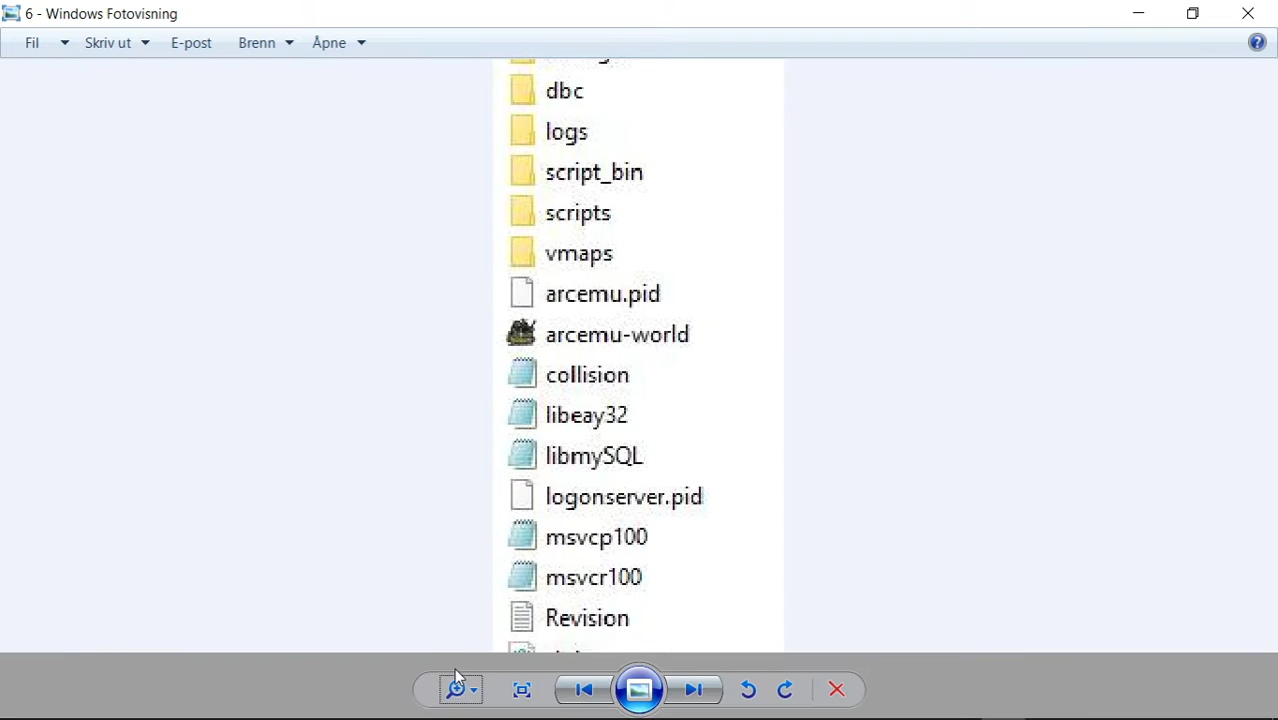 6 - Windows Fotovisning
Fil Skriv ut E-post Brenn Åpne
dbc
logs
script_bin
scripts
vmaps
arcemu.pid
arcemu-world
collision
libeay32
libmySQL
logonserver.pid
msvcp100
msvcr100
Revision